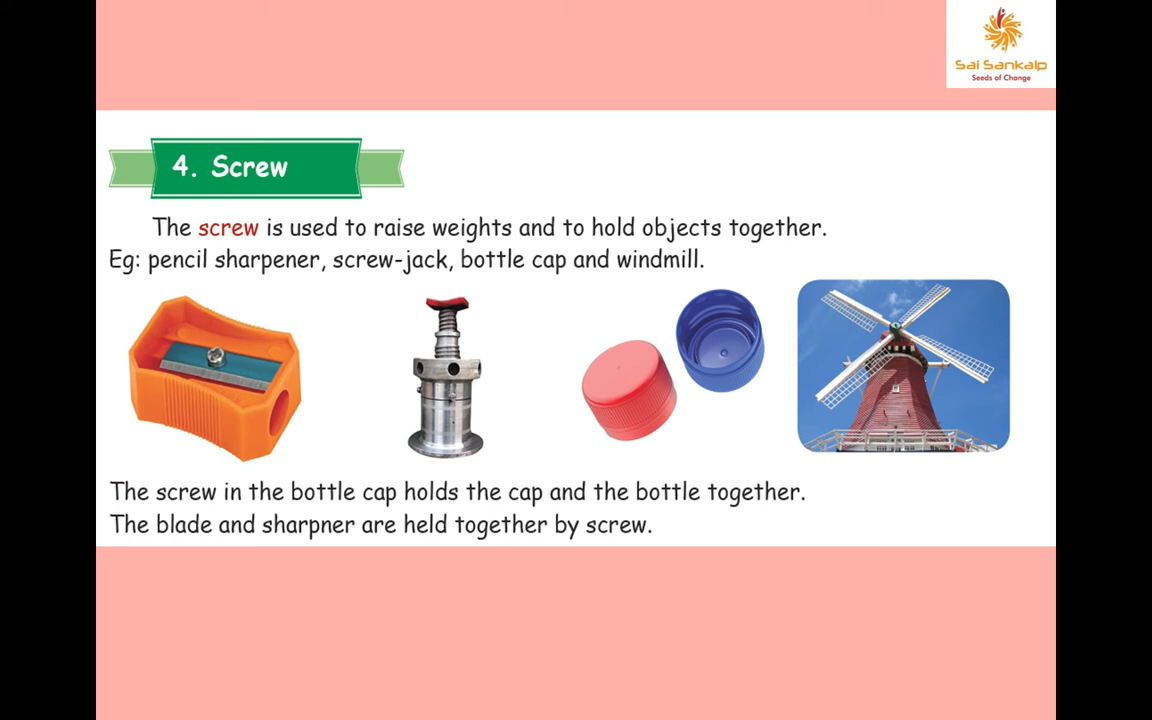 Sai Sankalp
Seeds of Change
4. Screw
The screw is used to raise weights and to hold objects together.
Eg: pencil sharpener, screw-jack, bottle cap and windmill.
The screw in the bottle cap holds the cap and the bottle together.
The blade and sharpner are held together by screw.